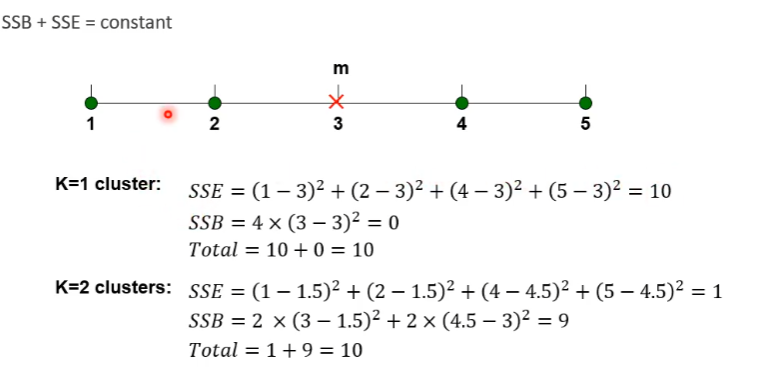 SSB + SSE = constant
m
1 2 3 4 5
K=1 cluster: SSE = (1 − 3)² + (2 − 3)² + (4 − 3)² + (5 − 3)² = 10
SSB = 4 × (3 − 3)² = 0
Total = 10 + 0 = 10
K=2 clusters: SSE = (1 − 1.5)² + (2 − 1.5)² + (4 − 4.5)² + (5 − 4.5)² = 1
SSB = 2 × (3 − 1.5)² + 2 × (4.5 − 3)² = 9
Total = 1 + 9 = 10